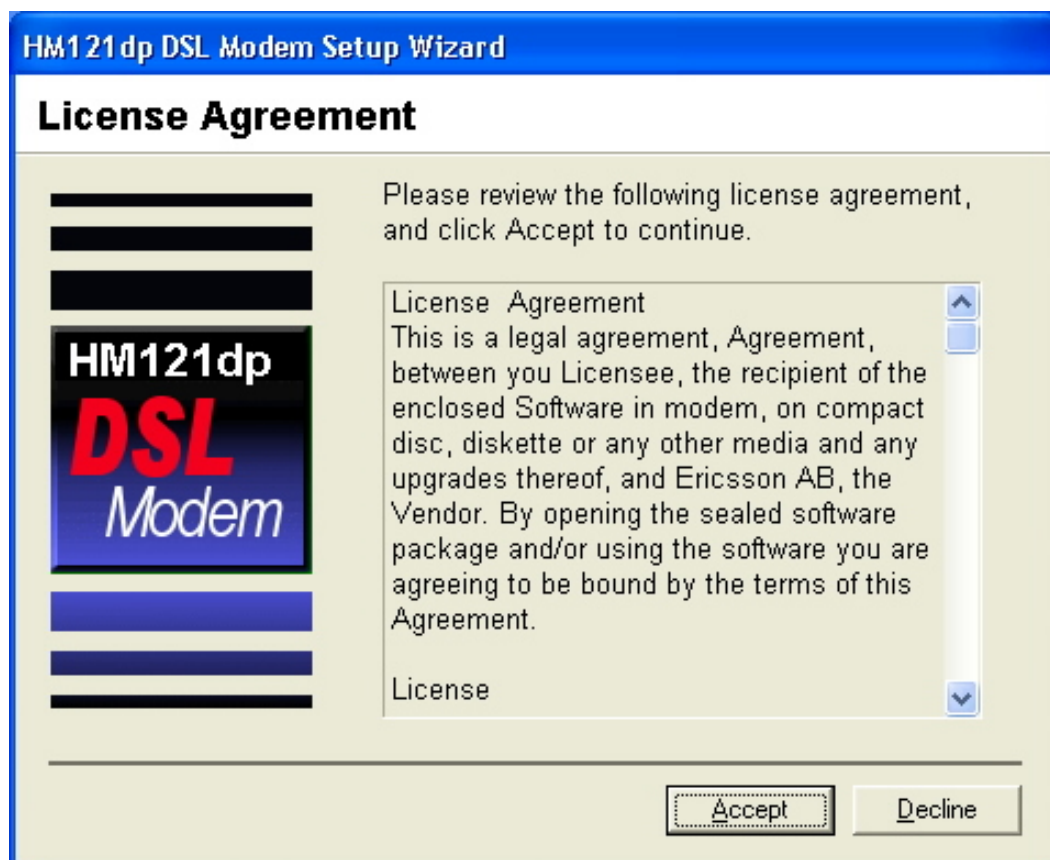 HM121dp DSL Modem Setup Wizard
License Agreement
Please review the following license agreement,
and click Accept to continue.
HM121dp
DSL
Modem
License  Agreement
This is a legal agreement, Agreement,
between you Licensee, the recipient of the
enclosed Software in modem, on compact
disc, diskette or any other media and any
upgrades thereof, and Ericsson AB, the
Vendor. By opening the sealed software
package and/or using the software you are
agreeing to be bound by the terms of this
Agreement.
License
Accept
Decline